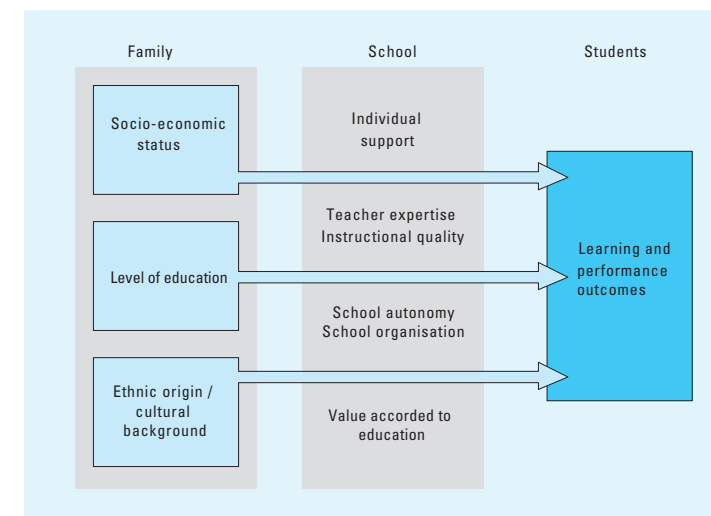 Family
School
Students
Socio-economic
status
Individual
support
Teacher expertise
Instructional quality
Level of education
Learning and
performance
outcomes
School autonomy
School organisation
Ethnic origin /
cultural
background
Value accorded to
education